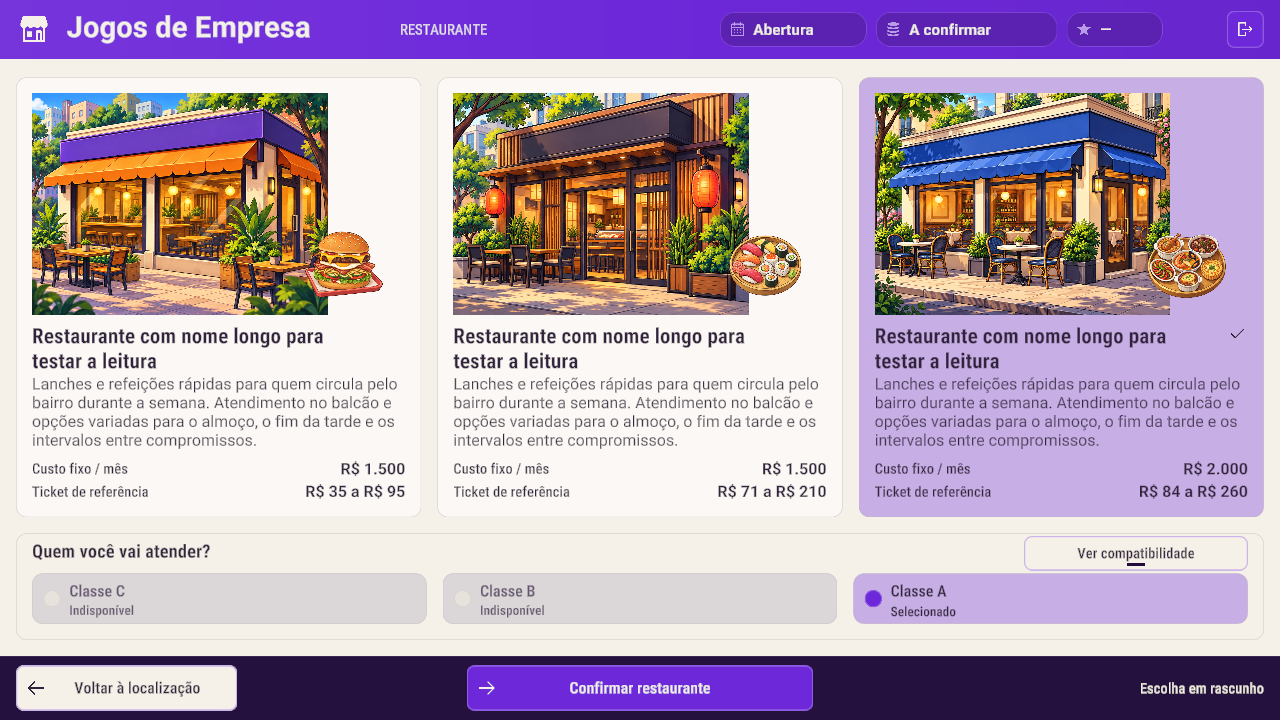 Jogos de Empresa
RESTAURANTE
Abertura
A confirmar
–
Restaurante com nome longo para
testar a leitura
Lanches e refeições rápidas para quem circula pelo
bairro durante a semana. Atendimento no balcão e
opções variadas para o almoço, o fim da tarde e os
intervalos entre compromissos.
Custo fixo / mês R$ 1.500
Ticket de referência R$ 35 a R$ 95
Restaurante com nome longo para
testar a leitura
Lanches e refeições rápidas para quem circula pelo
bairro durante a semana. Atendimento no balcão e
opções variadas para o almoço, o fim da tarde e os
intervalos entre compromissos.
Custo fixo / mês R$ 1.500
Ticket de referência R$ 71 a R$ 210
Restaurante com nome longo para
testar a leitura
Lanches e refeições rápidas para quem circula pelo
bairro durante a semana. Atendimento no balcão e
opções variadas para o almoço, o fim da tarde e os
intervalos entre compromissos.
Custo fixo / mês R$ 2.000
Ticket de referência R$ 84 a R$ 260
Quem você vai atender?
Ver compatibilidade
Classe C
Indisponível
Classe B
Indisponível
Classe A
Selecionado
Voltar à localização
Confirmar restaurante
Escolha em rascunho